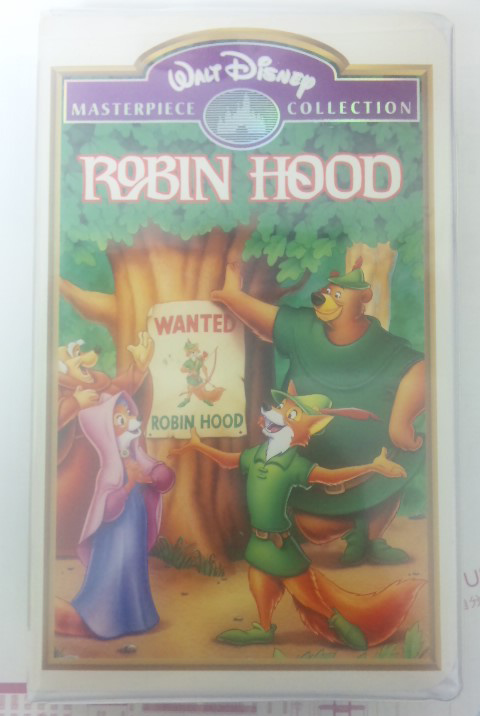 Walt Disney
MASTERPIECE COLLECTION
ROBIN HOOD
WANTED
ROBIN HOOD